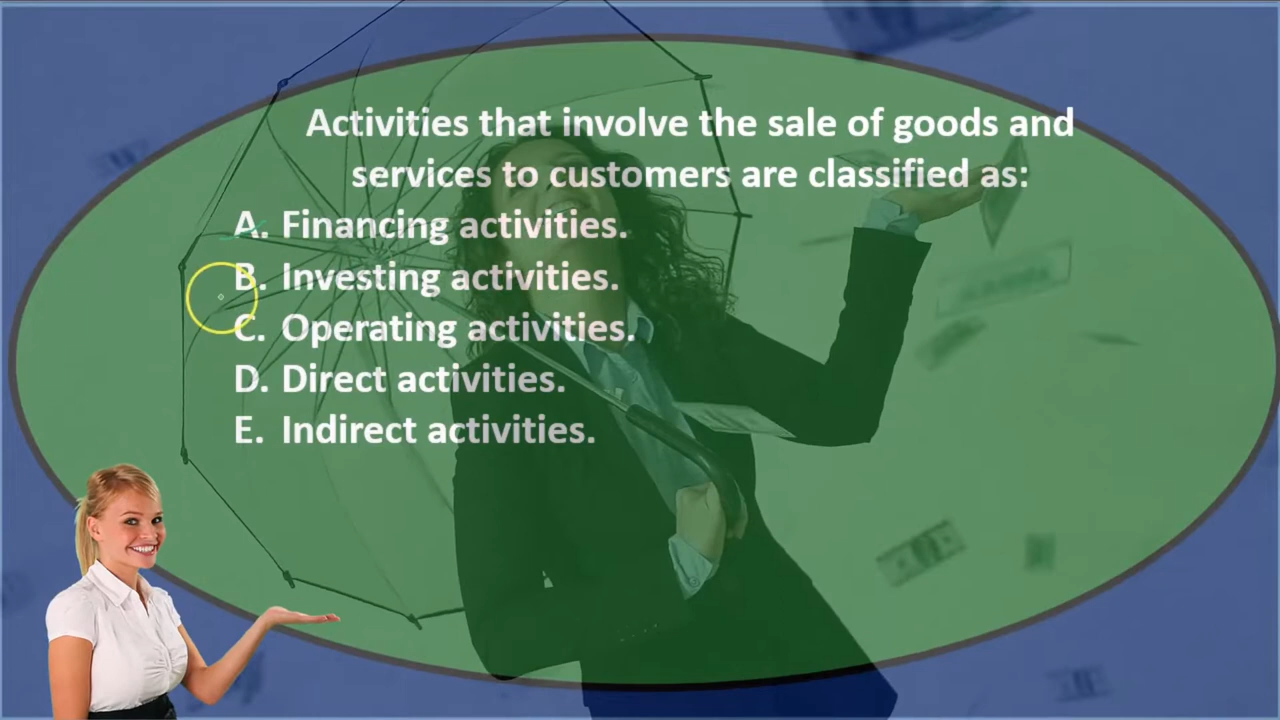 Activities that involve the sale of goods and
services to customers are classified as:
A. Financing activities.
B. Investing activities.
C. Operating activities.
D. Direct activities.
E. Indirect activities.